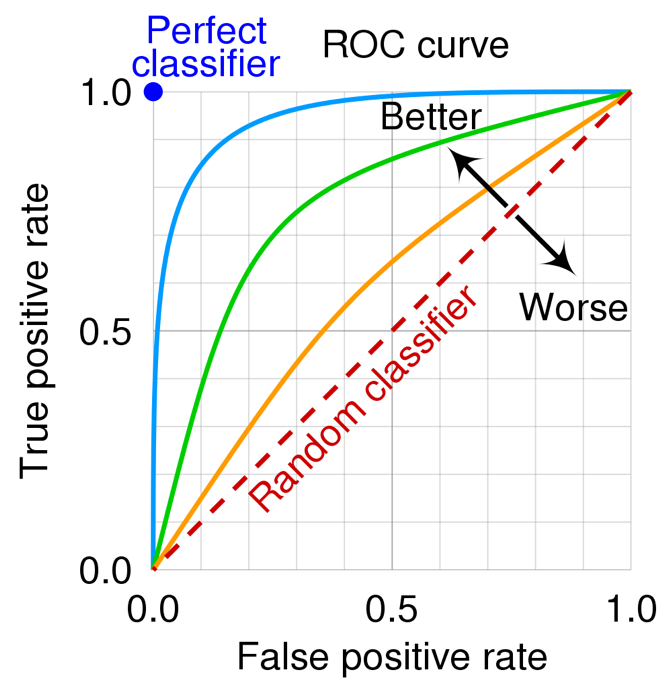 Perfect
classifier
ROC curve
1.0
Better
True positive rate
0.5
Worse
Random classifier
0.0
0.0 0.5 1.0
False positive rate